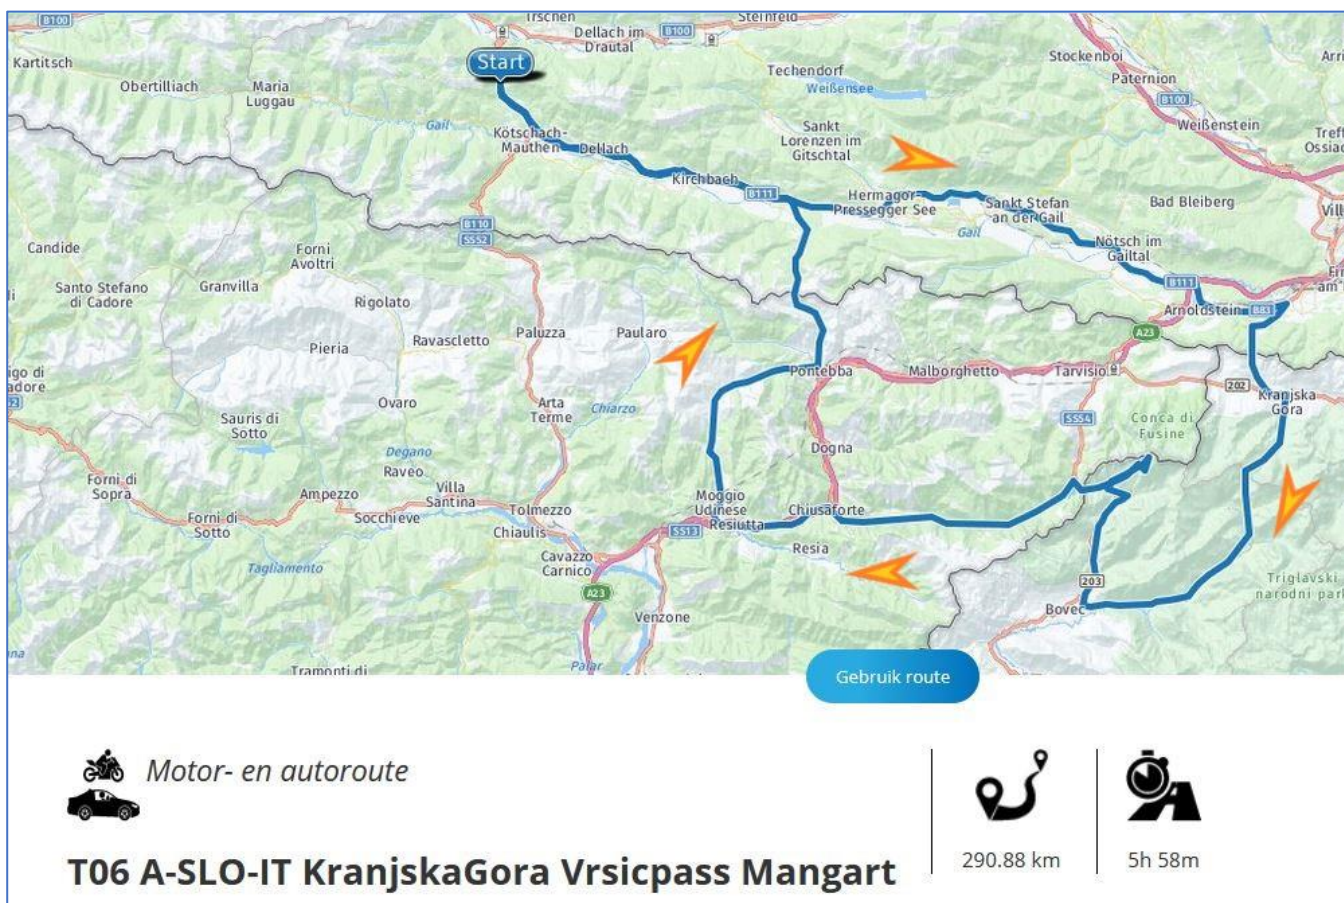 B100
Irschen
Dellach im
Drautal
B100
Steinfeld
Kartitsch
Obertilliach
Maria
Luggau
Start
Gail
Techendorf
Weißensee
Stockenboi
Paternion
B100
Weißenstein
Kötschach-
Mauthen
Dellach
Sankt
Lorenzen im
Gitschtal
Kirchbach
B111
Hermagor-
Pressegger See
Sankt Stefan
an der Gail
Bad Bleiberg
Gail
Nötsch im
Gailtal
B110
SS52
Candide
Forni
Avoltri
Santo Stefano
di Cadore
Granvilla
Rigolato
B111
Arnoldstein
B83
Paluzza
Paularo
Ravascletto
Pieria
A23
Pontebba
Malborghetto
Tarvisio
202
Kranjska
Gora
Ovaro
Arta
Terme
Chiarzo
Sauris di
Sotto
SS54
Conca di
Fusine
Degano
Raveo
Dogna
Forni di
Sopra
Ampezzo
Villa
Santina
Moggio
Udinese
Resiutta
Chiusaforte
Forni di
Sotto
Socchieve
Tolmezzo
Chiaulis
SS13
Resia
Cavazzo
Carnico
Tagliamento
A23
Venzone
203
Bovec
Triglavski
narodni park
Tramonti di
Palar
Gebruik route
Motor- en autoroute
290.88 km
5h 58m
T06 A-SLO-IT KranjskaGora Vrsicpass Mangart